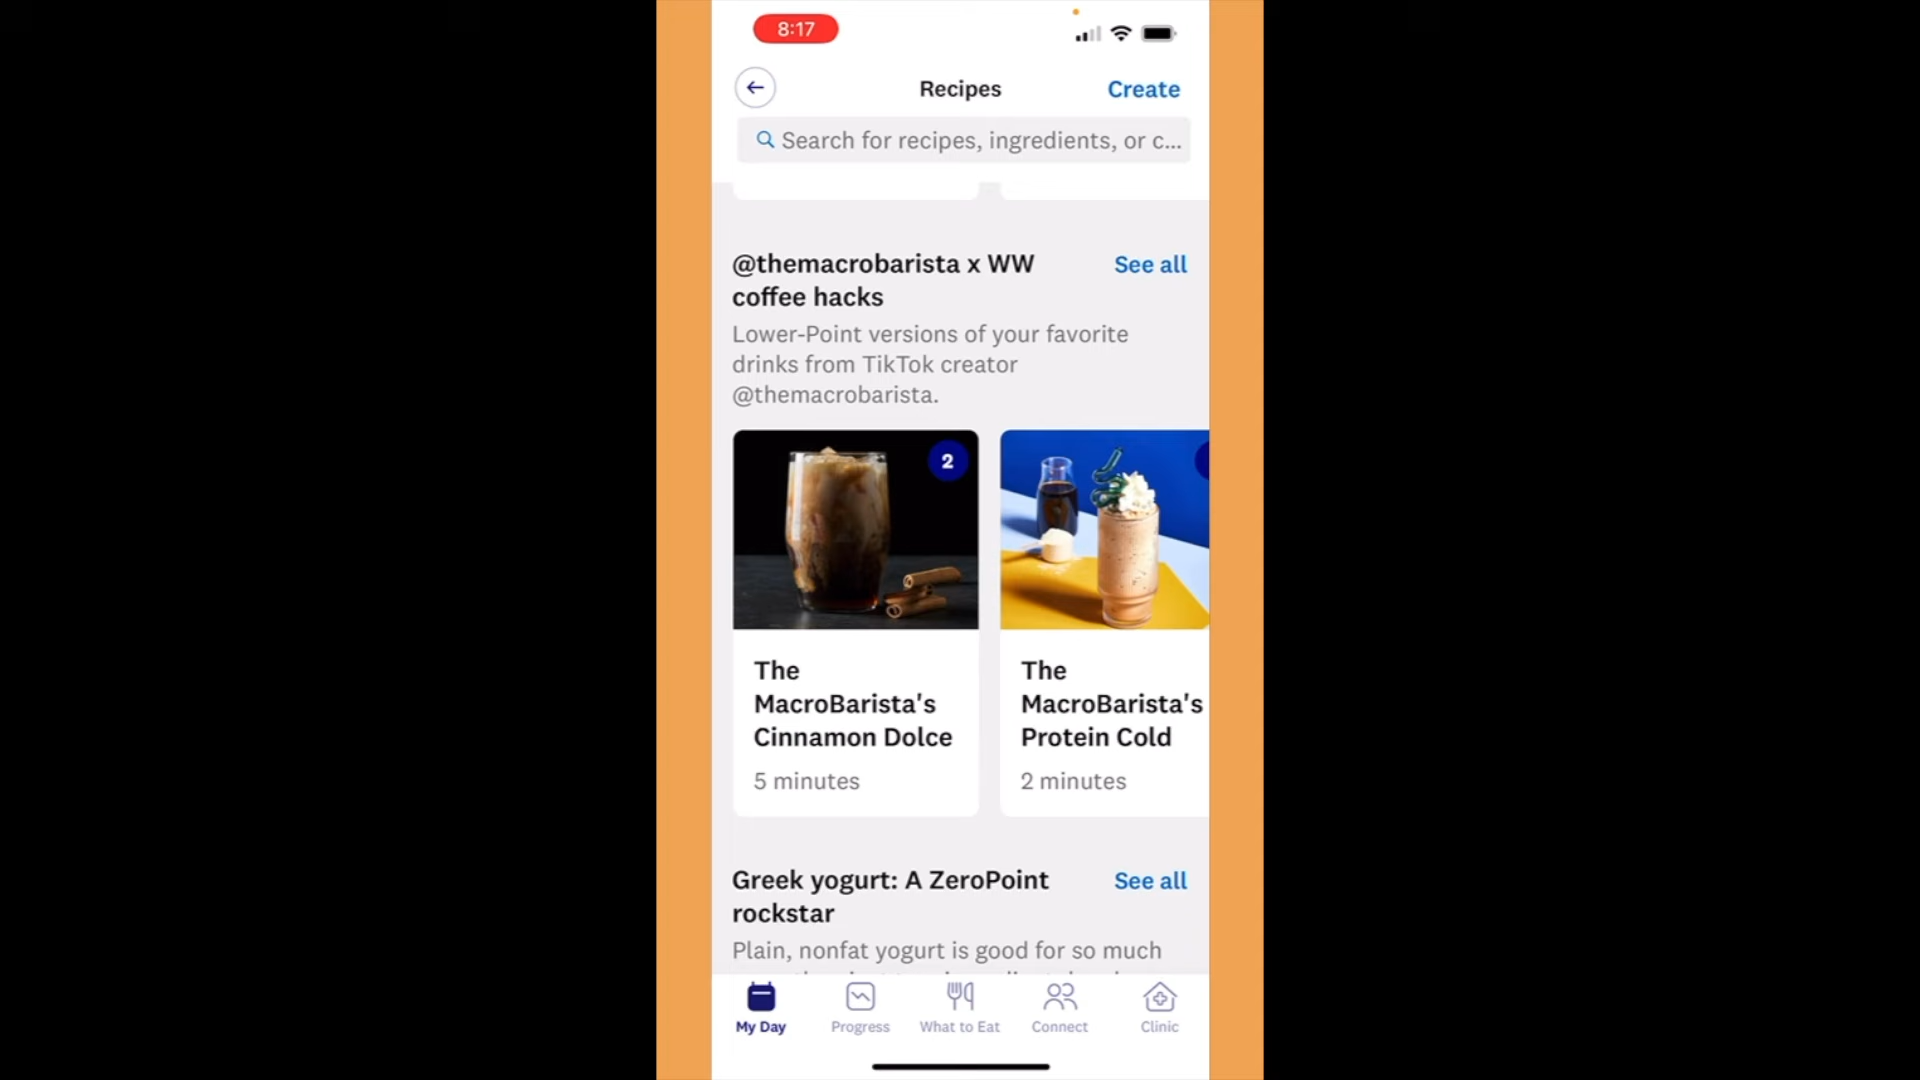 8:17
Recipes
Create
Search for recipes, ingredients, or c...
@themacrobarista x WW
coffee hacks
See all
Lower-Point versions of your favorite
drinks from TikTok creator
@themacrobarista.
2
The
MacroBarista's
Cinnamon Dolce
5 minutes
The
MacroBarista's
Protein Cold
2 minutes
Greek yogurt: A ZeroPoint
rockstar
See all
Plain, nonfat yogurt is good for so much
My Day
Progress
What to Eat
Connect
Clinic